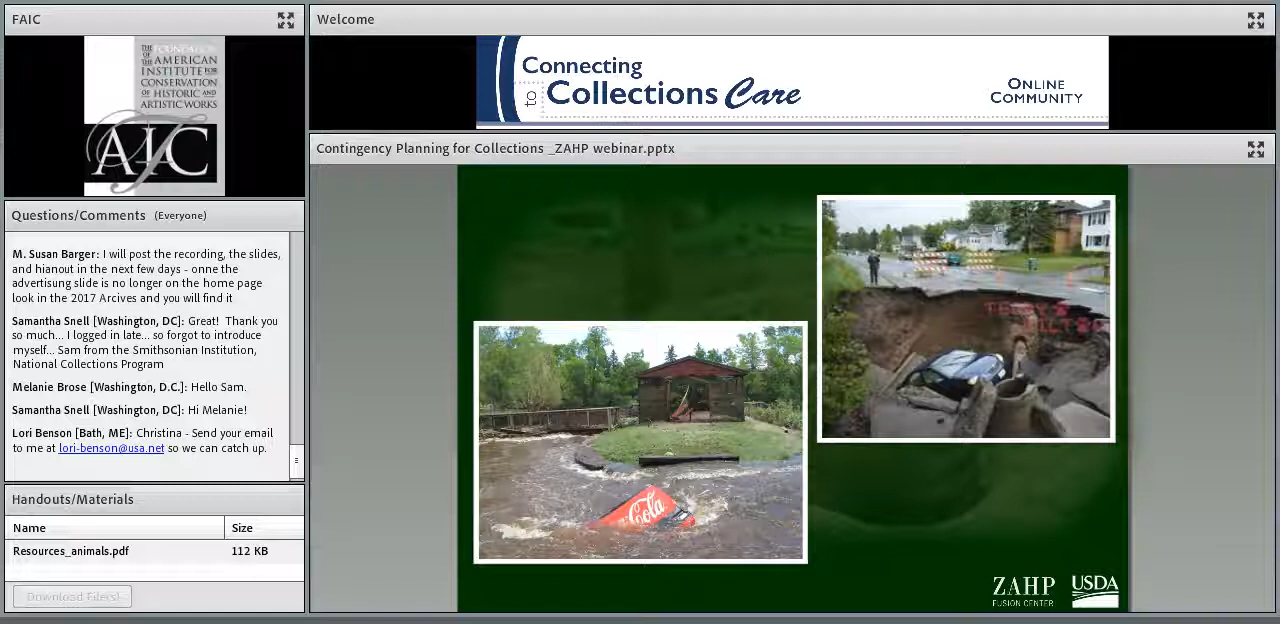 FAIC
THE FOUNDATION
OF THE AMERICAN
INSTITUTE FOR
CONSERVATION
OF HISTORIC AND
ARTISTIC WORKS
AIC
Welcome
Connecting
to Collections Care
ONLINE
COMMUNITY
Questions/Comments (Everyone)
M. Susan Barger: I will post the recording, the slides,
and hianout in the next few days - onne the
advertisung slide is no longer on the home page
look in the 2017 Arcives and you will find it
Samantha Snell [Washington, DC]: Great! Thank you
so much... I logged in late... so forgot to introduce
myself... Sam from the Smithsonian Institution,
National Collections Program
Melanie Brose [Washington, D.C.]: Hello Sam.
Samantha Snell [Washington, DC]: Hi Melanie!
Lori Benson [Bath, ME]: Christina - Send your email
to me at lori-benson@usa.net so we can catch up.
Handouts/Materials
Name Size
Resources_animals.pdf 112 KB
Download File(s)
Contingency Planning for Collections _ZAHP webinar.pptx
Cola
ZAHP
FUSION CENTER
USDA